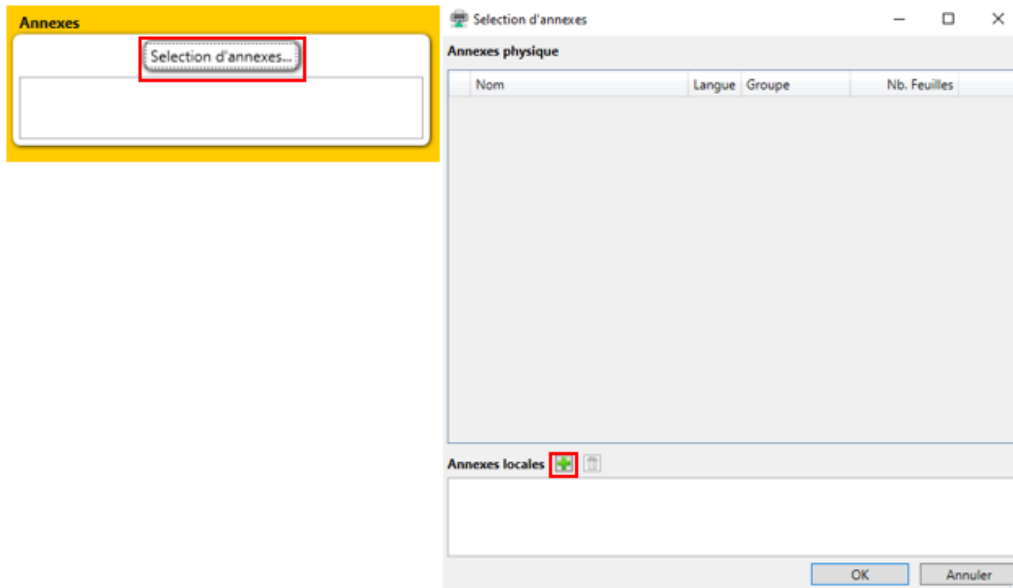 Annexes
Selection d'annexes...
Selection d'annexes
Annexes physique
Nom Langue Groupe Nb. Feuilles
Annexes locales
OK Annuler